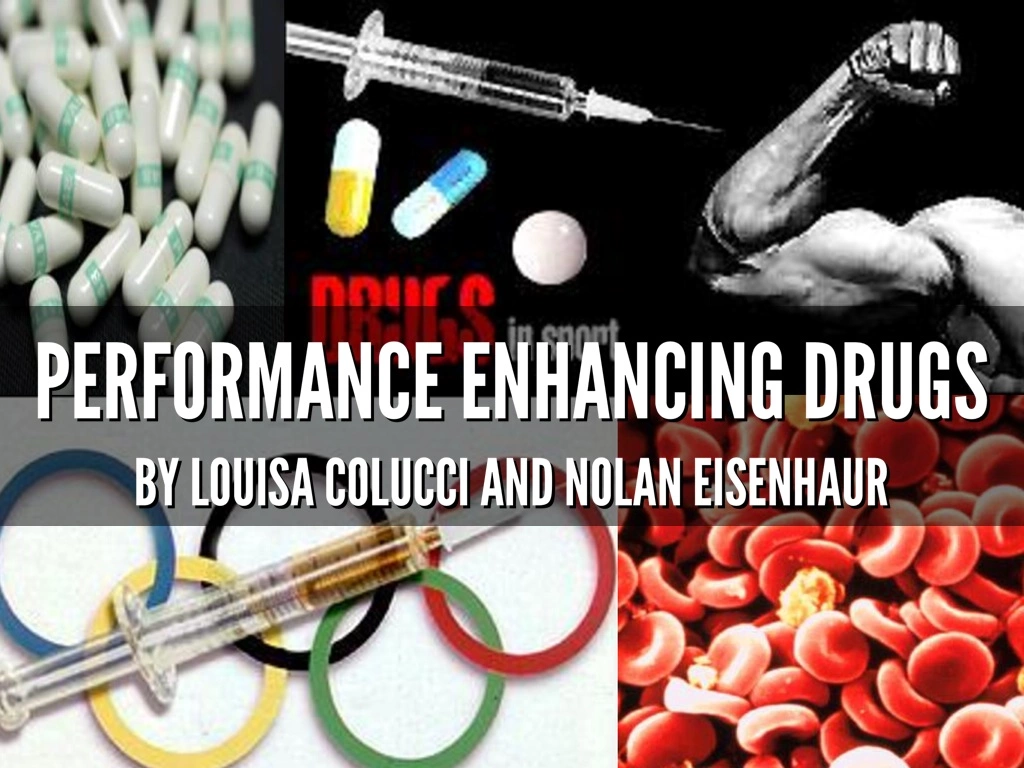 DRUGS
in sport
PERFORMANCE ENHANCING DRUGS
BY LOUISA COLUCCI AND NOLAN EISENHAUR